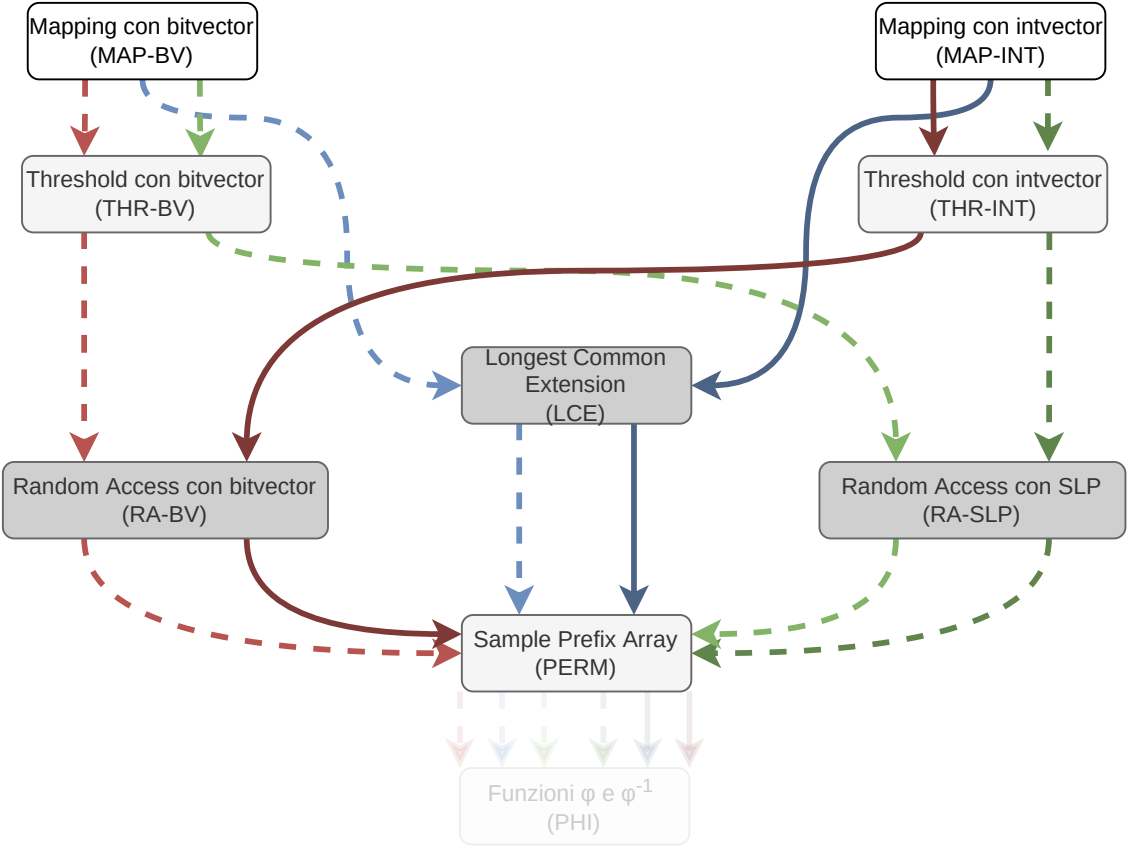 Mapping con bitvector
(MAP-BV)
Mapping con intvector
(MAP-INT)
Threshold con bitvector
(THR-BV)
Threshold con intvector
(THR-INT)
Longest Common
Extension
(LCE)
Random Access con bitvector
(RA-BV)
Random Access con SLP
(RA-SLP)
Sample Prefix Array
(PERM)
Funzioni φ e φ⁻¹
(PHI)